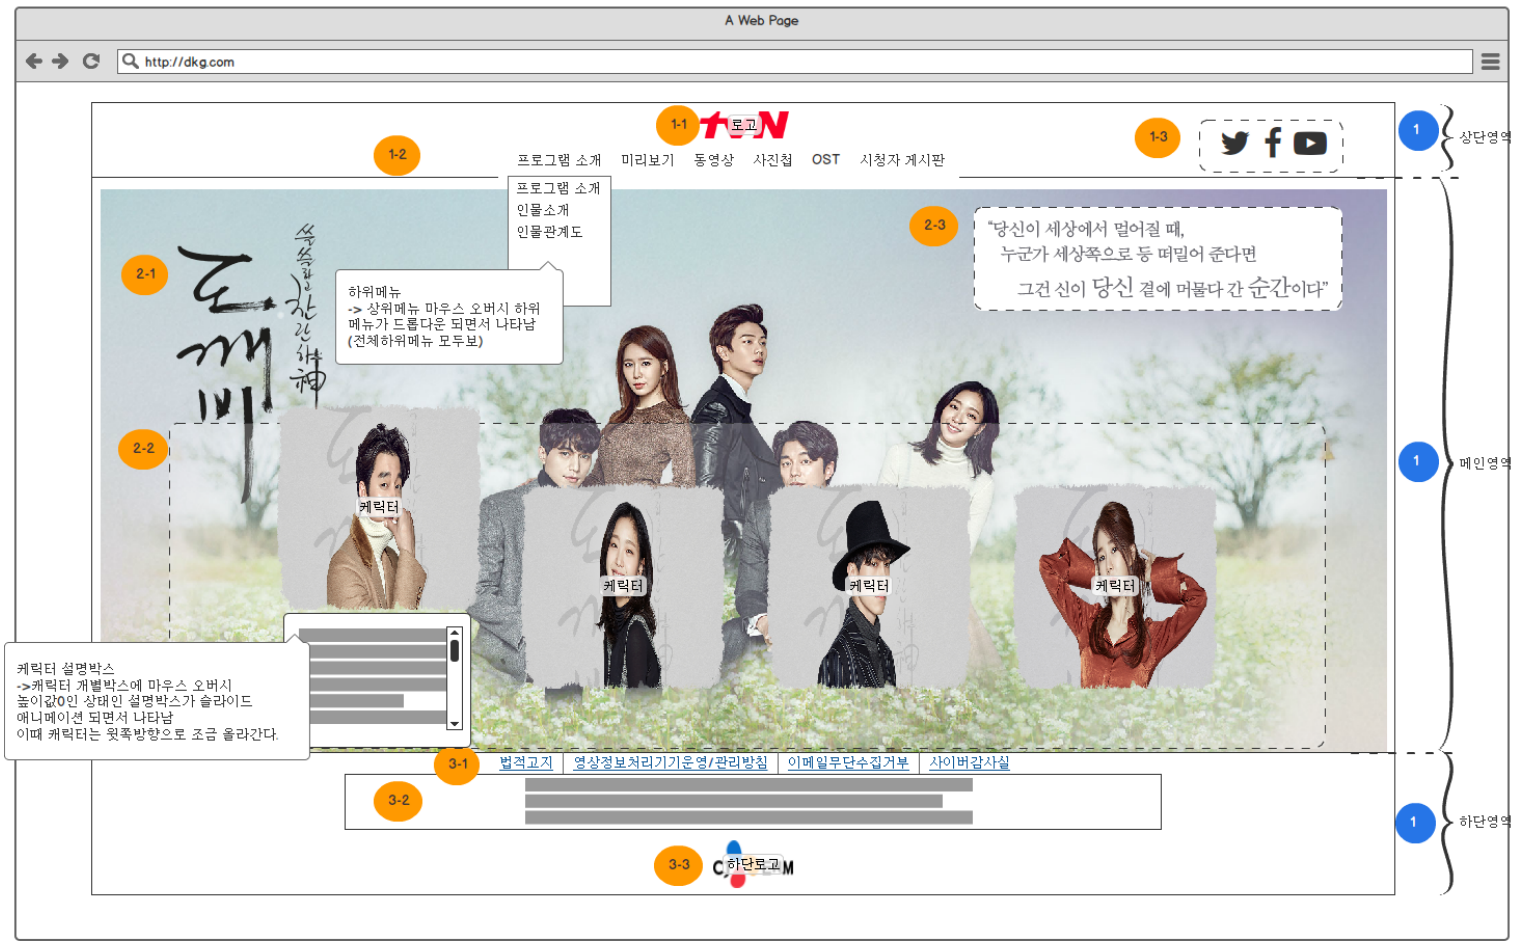 A Web Page
http://dkg.com
1-1
tvN
로고
1-2
1-3
1
상단영역
프로그램 소개
미리보기
동영상
사진첩
OST
시청자 게시판
프로그램 소개
인물소개
인물관계도
하위메뉴
-> 상위메뉴 마우스 오버시 하위
메뉴가 드롭다운 되면서 나타남
(전체하위메뉴 모두보)
2-1
도깨비
쓸쓸하고
찬란하神
2-3
“당신이 세상에서 멀어질 때,
누군가 세상쪽으로 등 떠밀어 준다면
그건 신이 당신 곁에 머물다 간 순간이다”
2-2
1
메인영역
케릭터
케릭터
케릭터
케릭터
케릭터 설명박스
->캐릭터 개별박스에 마우스 오버시
높이값0인 상태인 설명박스가 슬라이드
애니메이션 되면서 나타남
이때 캐릭터는 윗쪽방향으로 조금 올라간다.
3-1
법적고지
영상정보처리기기운영/관리방침
이메일무단수집거부
사이버감사실
3-2
1
하단영역
3-3
하단로고